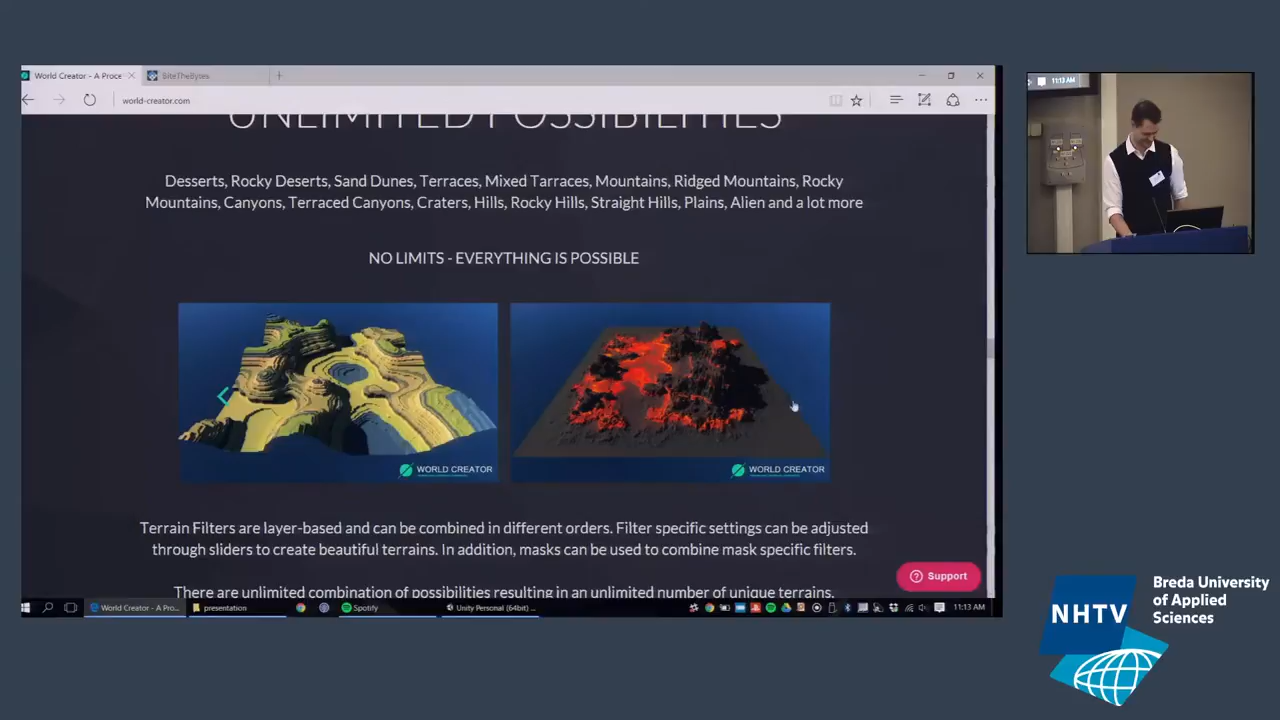 World Creator - A Proce
BiteTheBytes
world-creator.com
UNLIMITED POSSIBILITIES
Desserts, Rocky Deserts, Sand Dunes, Terraces, Mixed Tarraces, Mountains, Ridged Mountains, Rocky
Mountains, Canyons, Terraced Canyons, Craters, Hills, Rocky Hills, Straight Hills, Plains, Alien and a lot more
NO LIMITS - EVERYTHING IS POSSIBLE
WORLD CREATOR
WORLD CREATOR
Terrain Filters are layer-based and can be combined in different orders. Filter specific settings can be adjusted
through sliders to create beautiful terrains. In addition, masks can be used to combine mask specific filters.
There are unlimited combination of possibilities resulting in an unlimited number of unique terrains.
Support
World Creator - A Pro...
presentation
Spotify
Unity Personal (64bit) ...
11:13 AM
11:13 AM
NHTV
Breda University
of Applied
Sciences